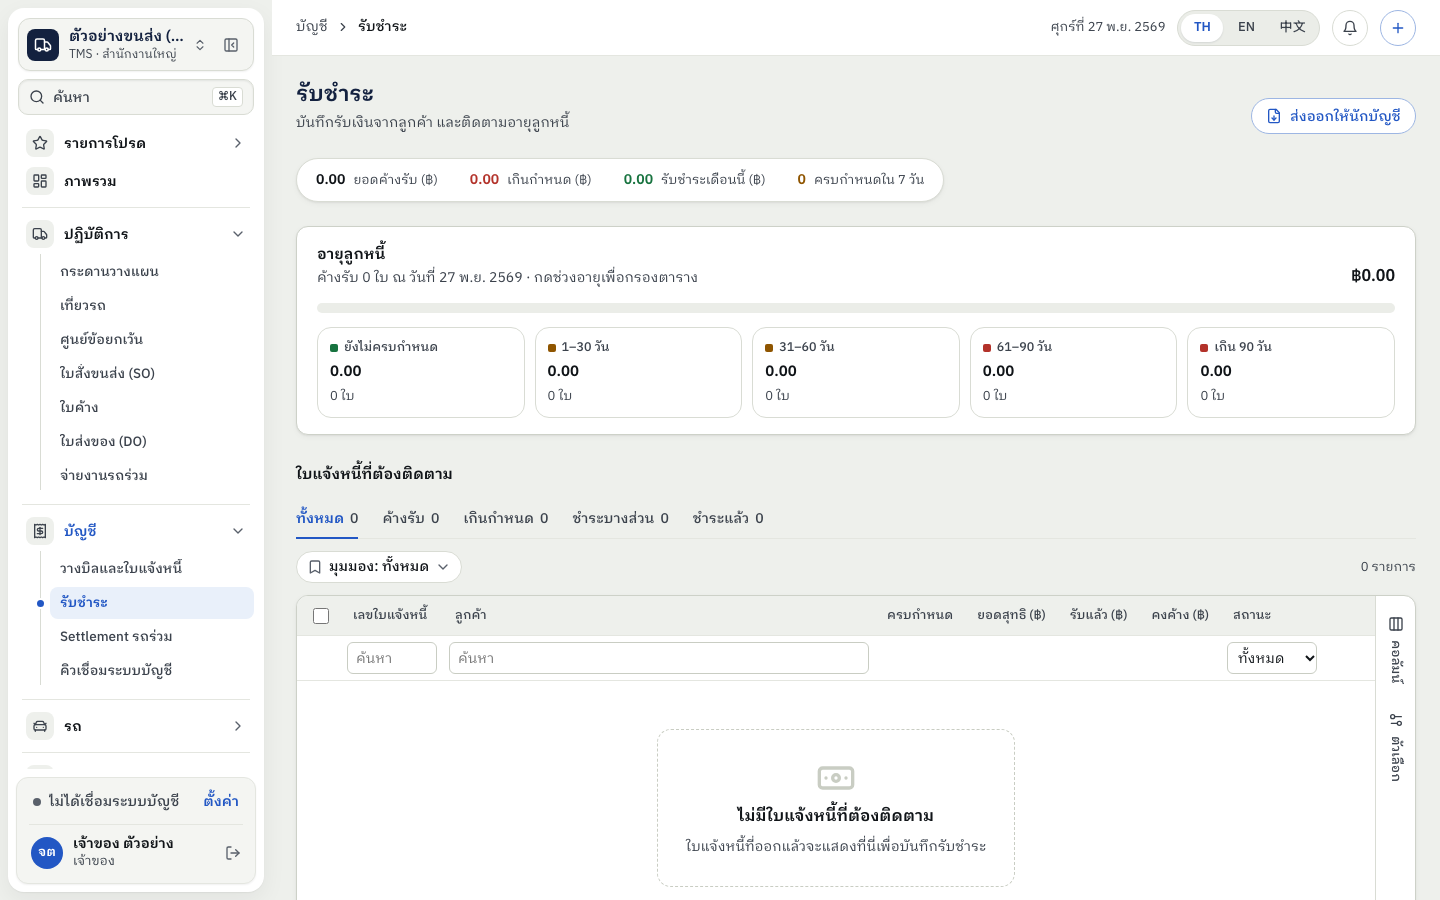 ตัวอย่างขนส่ง (...
TMS · สำนักงานใหญ่
ค้นหา
⌘K
รายการโปรด
ภาพรวม
ปฏิบัติการ
กระดานวางแผน
เที่ยวรถ
ศูนย์ข้อยกเว้น
ใบสั่งขนส่ง (SO)
ใบค้าง
ใบส่งของ (DO)
จ่ายงานรถร่วม
บัญชี
วางบิลและใบแจ้งหนี้
รับชำระ
Settlement รถร่วม
คิวเชื่อมระบบบัญชี
รถ
ไม่ได้เชื่อมระบบบัญชี
ตั้งค่า
จต
เจ้าของ ตัวอย่าง
เจ้าของ
บัญชี > รับชำระ
ศุกร์ที่ 27 พ.ย. 2569
TH EN 中文
รับชำระ
บันทึกรับเงินจากลูกค้า และติดตามอายุลูกหนี้
ส่งออกให้นักบัญชี
0.00 ยอดค้างรับ (฿) 0.00 เกินกำหนด (฿) 0.00 รับชำระเดือนนี้ (฿) 0 ครบกำหนดใน 7 วัน
อายุลูกหนี้
ค้างรับ 0 ใบ ณ วันที่ 27 พ.ย. 2569 · กดช่วงอายุเพื่อกรองตาราง
฿0.00
ยังไม่ครบกำหนด
0.00
0 ใบ
1–30 วัน
0.00
0 ใบ
31–60 วัน
0.00
0 ใบ
61–90 วัน
0.00
0 ใบ
เกิน 90 วัน
0.00
0 ใบ
ใบแจ้งหนี้ที่ต้องติดตาม
ทั้งหมด 0 ค้างรับ 0 เกินกำหนด 0 ชำระบางส่วน 0 ชำระแล้ว 0
มุมมอง: ทั้งหมด
0 รายการ
เลขใบแจ้งหนี้ ลูกค้า ครบกำหนด ยอดสุทธิ (฿) รับแล้ว (฿) คงค้าง (฿) สถานะ
ค้นหา ค้นหา ทั้งหมด
คอลัมน์
ตัวเลือก
ไม่มีใบแจ้งหนี้ที่ต้องติดตาม
ใบแจ้งหนี้ที่ออกแล้วจะแสดงที่นี่เพื่อบันทึกรับชำระ